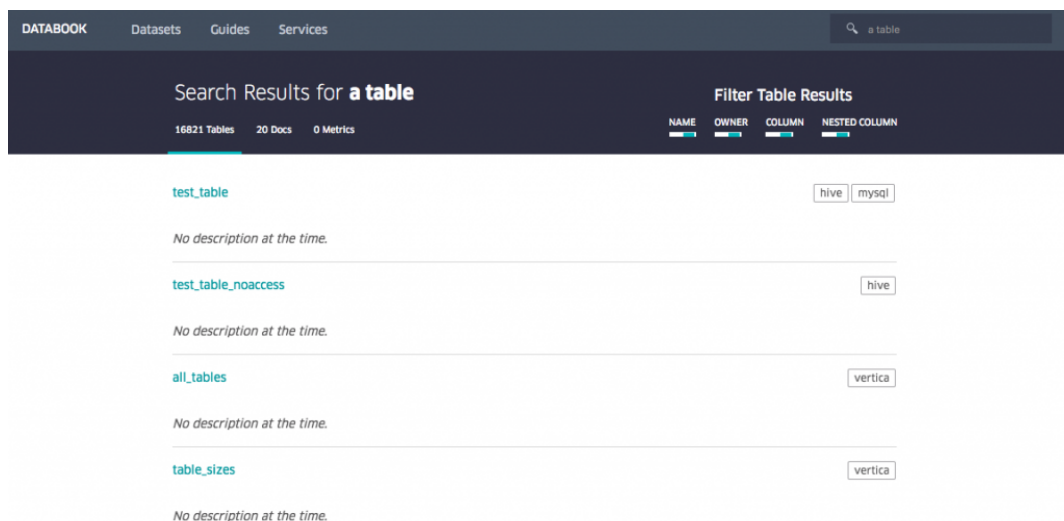 DATABOOK Datasets Guides Services a table
Search Results for a table
16821 Tables 20 Docs 0 Metrics
Filter Table Results
NAME OWNER COLUMN NESTED COLUMN
test_table hive mysql
No description at the time.
test_table_noaccess hive
No description at the time.
all_tables vertica
No description at the time.
table_sizes vertica
No description at the time.